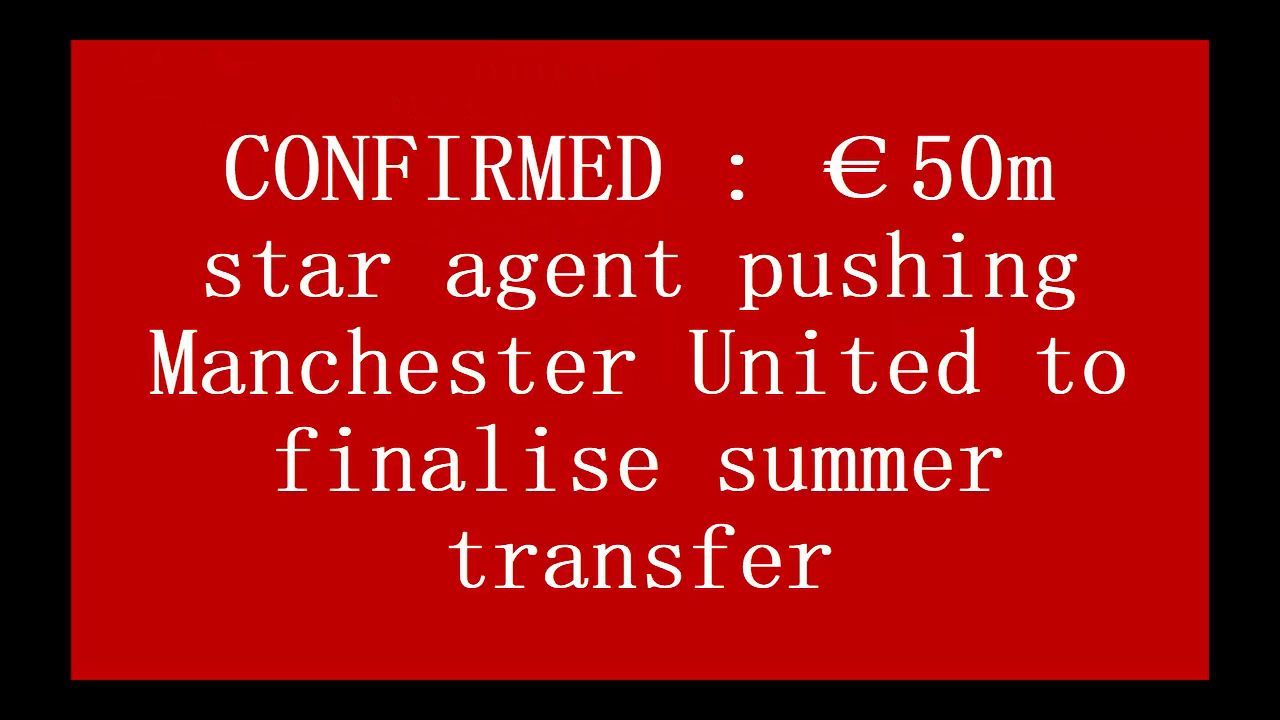 CONFIRMED : €50m
star agent pushing
Manchester United to
finalise summer
transfer